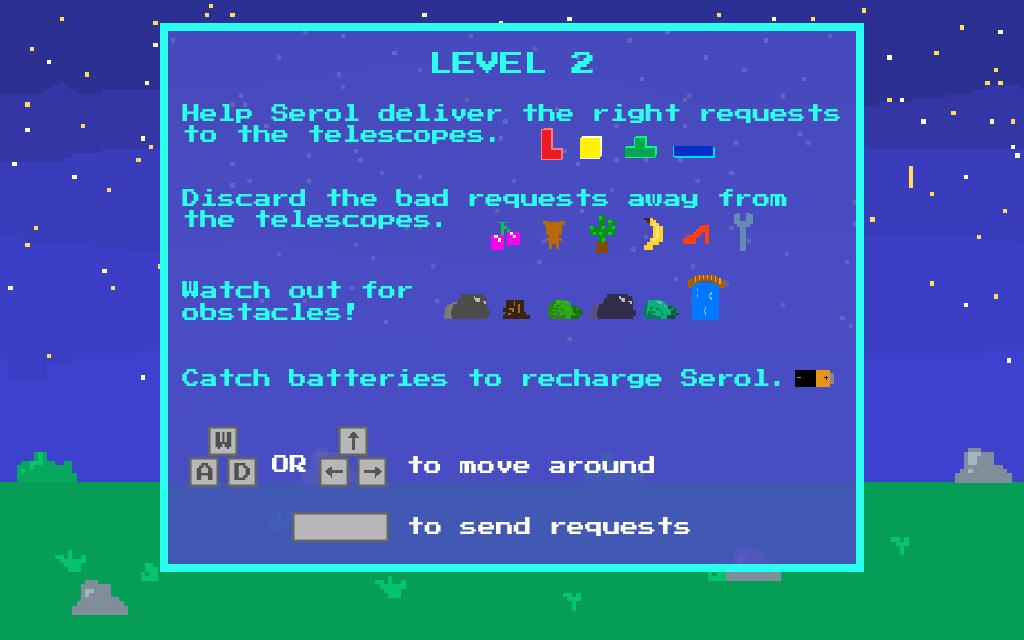 LEVEL 2
Help Serol deliver the right requests
to the telescopes.
Discard the bad requests away from
the telescopes.
Watch out for
obstacles!
Catch batteries to recharge Serol.
W ↑
A D OR ← → to move around
to send requests